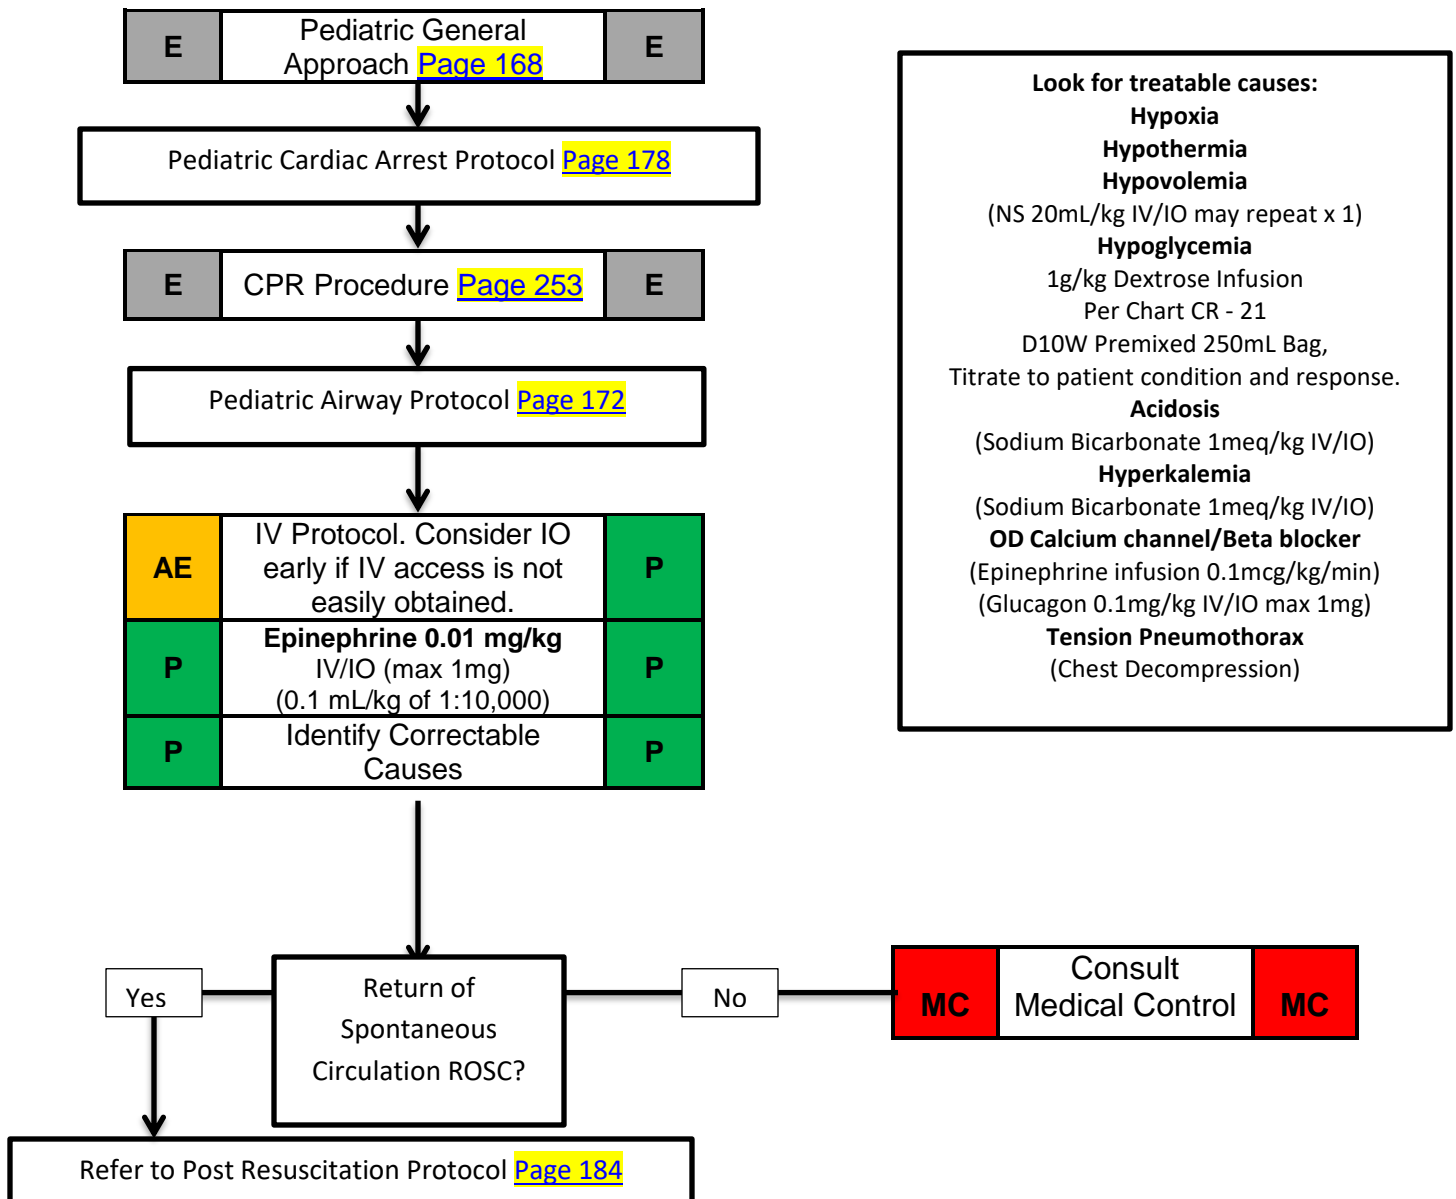 E Pediatric General E
Approach Page 168
Pediatric Cardiac Arrest Protocol Page 178
E CPR Procedure Page 253 E
Pediatric Airway Protocol Page 172
IV Protocol. Consider IO
AE early if IV access is not P
easily obtained.
Epinephrine 0.01 mg/kg
P IV/IO (max 1mg) P
(0.1 mL/kg of 1:10,000)
P Identify Correctable P
Causes
Yes
Return of
Spontaneous
Circulation ROSC?
No
MC Consult MC
Medical Control
Refer to Post Resuscitation Protocol Page 184
Look for treatable causes:
Hypoxia
Hypothermia
Hypovolemia
(NS 20mL/kg IV/IO may repeat x 1)
Hypoglycemia
1g/kg Dextrose Infusion
Per Chart CR - 21
D10W Premixed 250mL Bag,
Titrate to patient condition and response.
Acidosis
(Sodium Bicarbonate 1meq/kg IV/IO)
Hyperkalemia
(Sodium Bicarbonate 1meq/kg IV/IO)
OD Calcium channel/Beta blocker
(Epinephrine infusion 0.1mcg/kg/min)
(Glucagon 0.1mg/kg IV/IO max 1mg)
Tension Pneumothorax
(Chest Decompression)